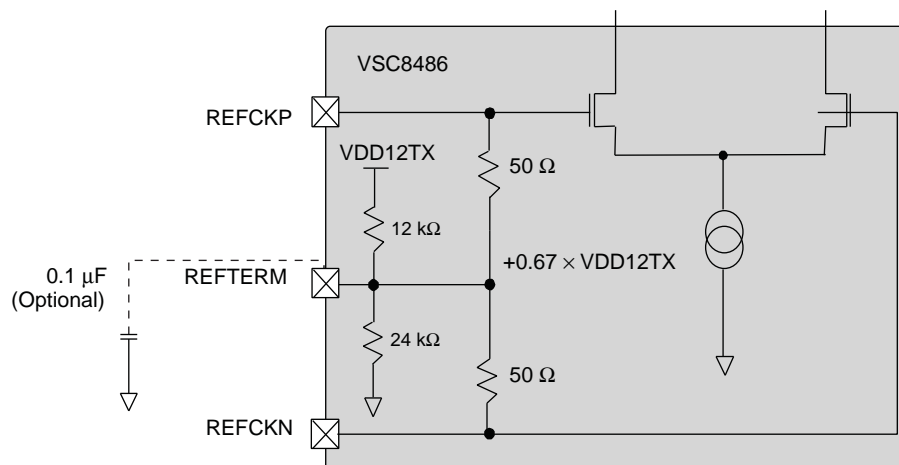 VSC8486
REFCKP
VDD12TX
50 Ω
12 kΩ
0.1 μF
(Optional)
REFTERM
+0.67 × VDD12TX
24 kΩ
50 Ω
REFCKN